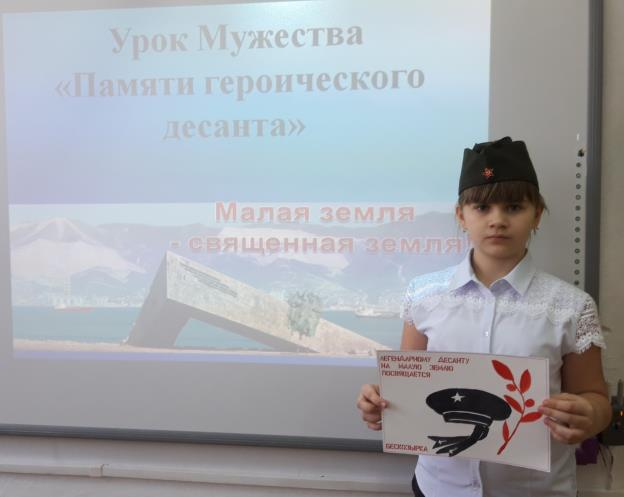 Урок Мужества
«Памяти героического
десанта»
Малая земля
- священная земля
ЛЕГЕНДАРНОМУ ДЕСАНТУ
НА МАЛУЮ ЗЕМЛЮ
ПОСВЯЩАЕТСЯ
БЕСКОЗЫРКА